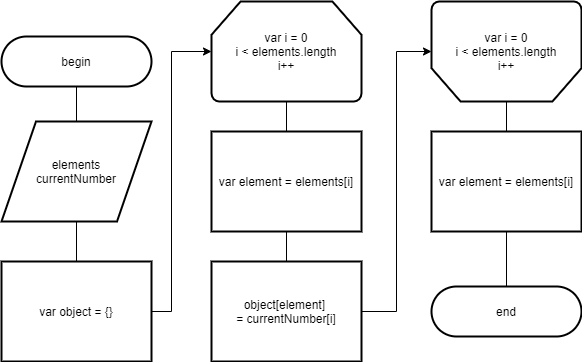 begin
elements
currentNumber
var object = {}
var i = 0
i < elements.length
i++
var element = elements[i]
object[element]
= currentNumber[i]
var i = 0
i < elements.length
i++
var element = elements[i]
end